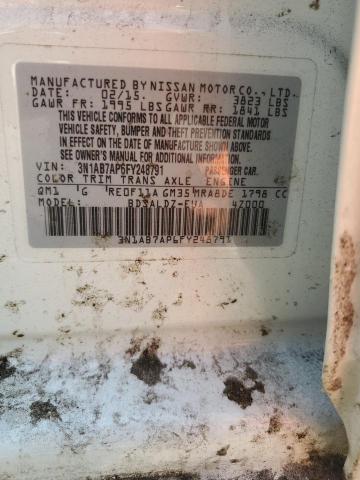 MANUFACTURED BY NISSAN MOTOR CO., LTD.
DATE: 02/15. GVWR: 3823 LBS
GAWR FR: 1995 LBS GAWR RR: 1841 LBS
THIS VEHICLE CONFORMS TO ALL APPLICABLE FEDERAL MOTOR
VEHICLE SAFETY, BUMPER AND THEFT PREVENTION STANDARDS
IN EFFECT ON THE DATE OF MANUFACTURE SHOWN ABOVE.
SEE OWNER'S MANUAL FOR ADDITIONAL INFORMATION.
VIN: 3N1AB7AP6FY248791 PASSENGER CAR.
COLOR TRIM TRANS AXLE ENGINE
QM1 G RE0F11A GM35 MRA8DE 1798 CC
MODEL: BDSALDZ-EUA 4Z000
3N1AB7AP6FY248791